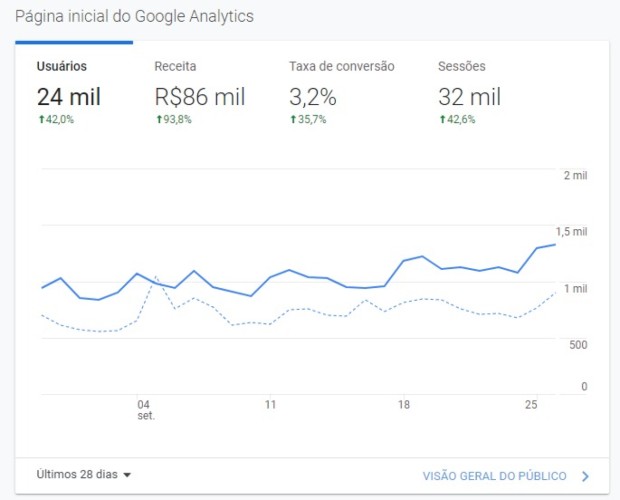 Página inicial do Google Analytics
Usuários
24 mil
↑42,0%
Receita
R$86 mil
↑93,8%
Taxa de conversão
3,2%
↑35,7%
Sessões
32 mil
↑42,6%
2 mil
1,5 mil
1 mil
500
0
04
set.
11
18
25
Últimos 28 dias
VISÃO GERAL DO PÚBLICO